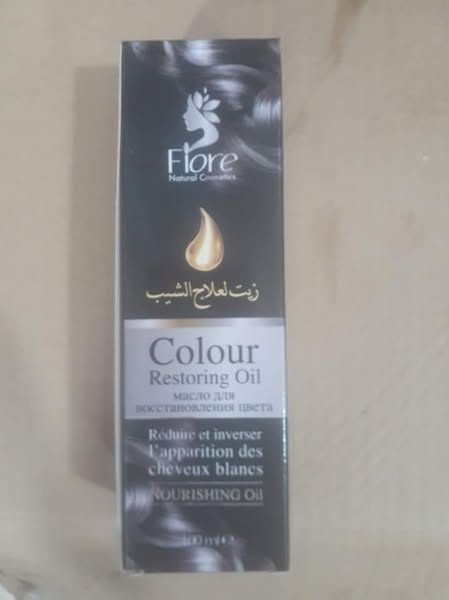 Flore
Natural Cosmetics
زيت لعلاج الشيب
Colour
Restoring Oil
масло для
восстановления цвета
Réduire et inverser
l'apparition des
cheveux blancs
NOURISHING Oil
100 ml